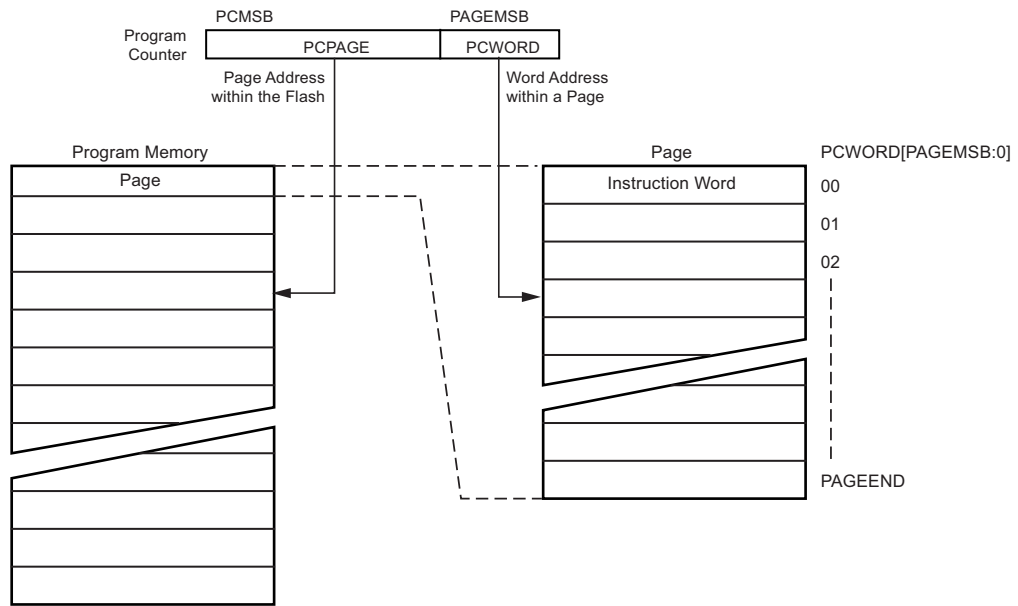 PCMSB
PAGEMSB
Program
Counter
PCPAGE
PCWORD
Page Address
within the Flash
Word Address
within a Page
Program Memory
Page
Page
PCWORD[PAGEMSB:0]
Instruction Word
00
01
02
PAGEEND